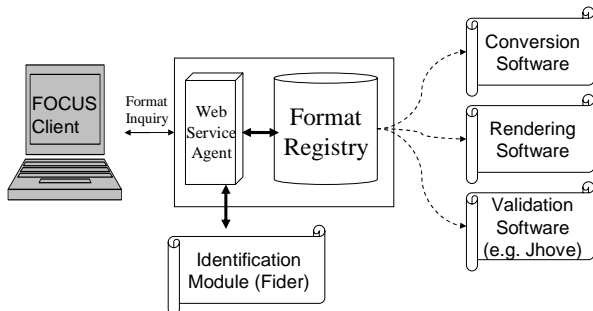 FOCUS
Client
Format
Inquiry
Web
Service
Agent
Format
Registry
Identification
Module (Fider)
Conversion
Software
Rendering
Software
Validation
Software
(e.g. Jhove)